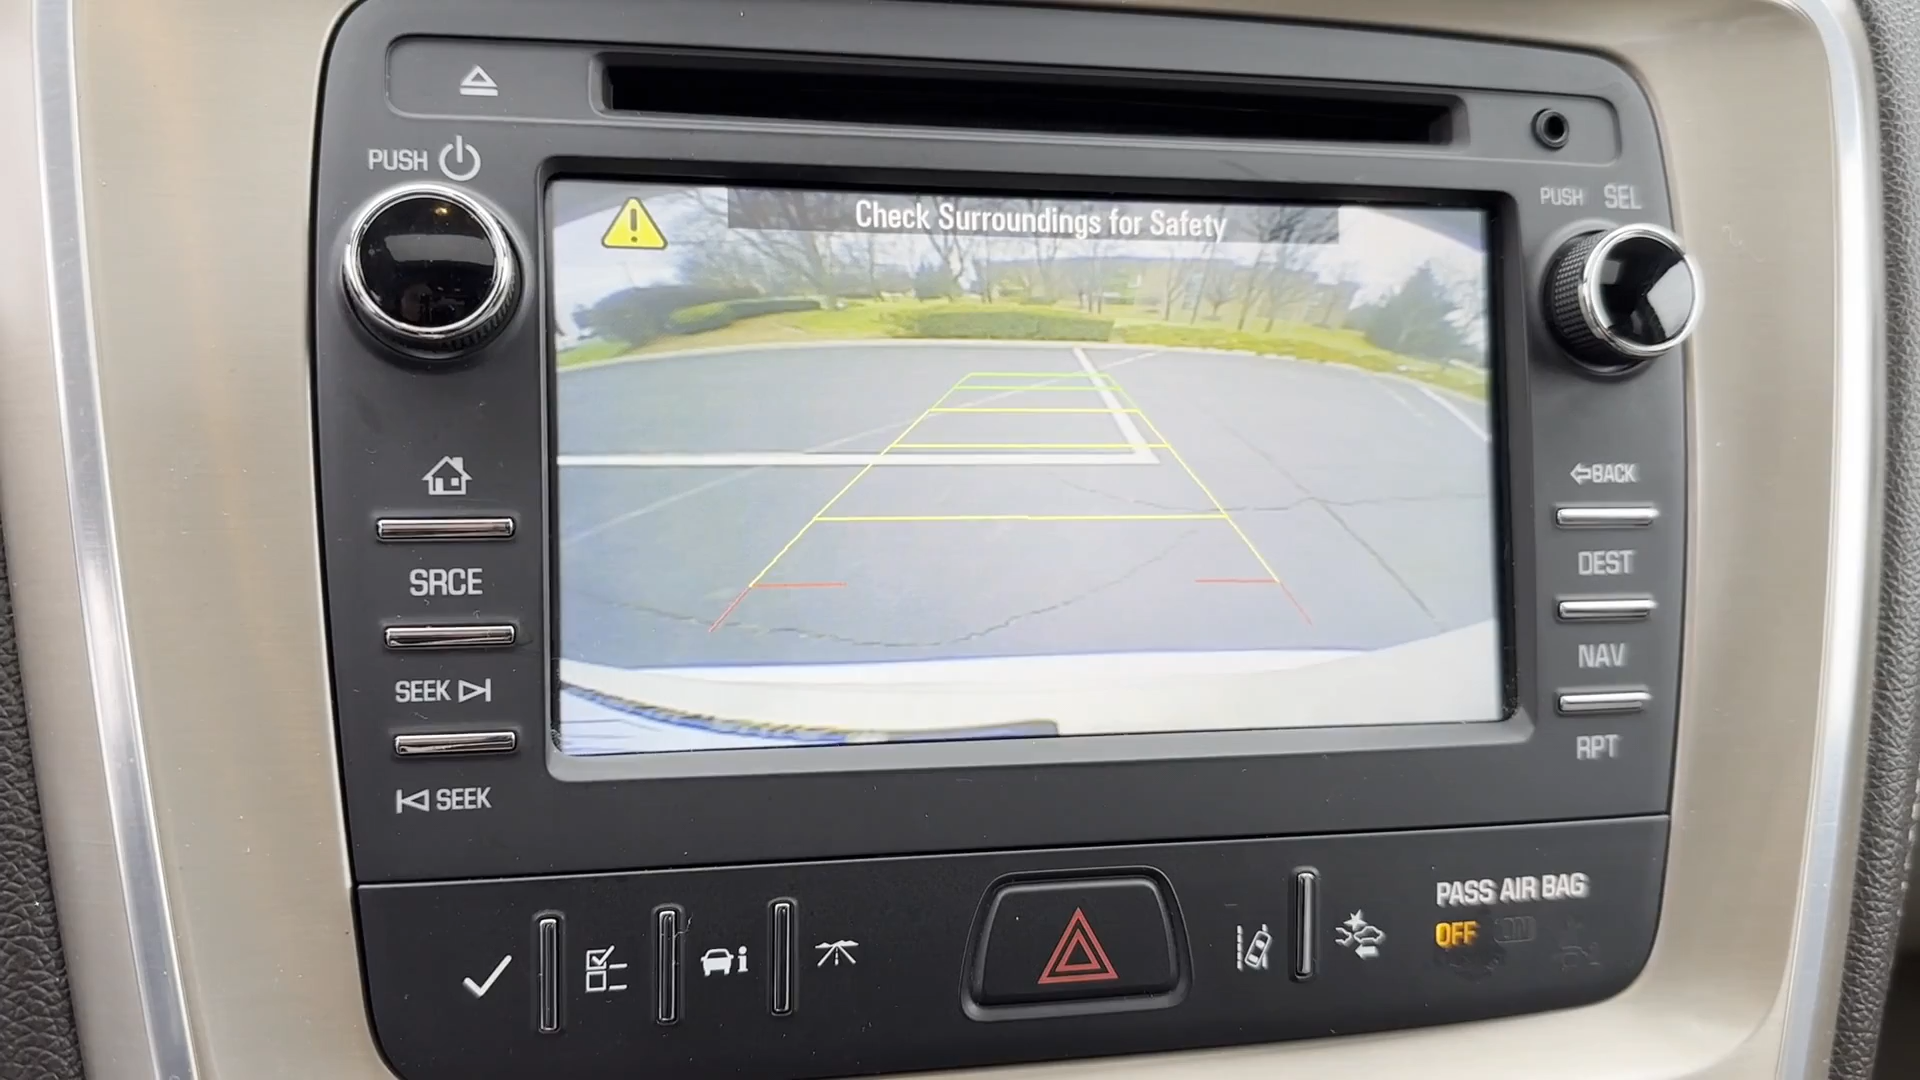 PUSH
PUSH SEL
Check Surroundings for Safety
BACK
SRCE
DEST
SEEK
NAV
SEEK
RPT
PASS AIR BAG
OFF ON